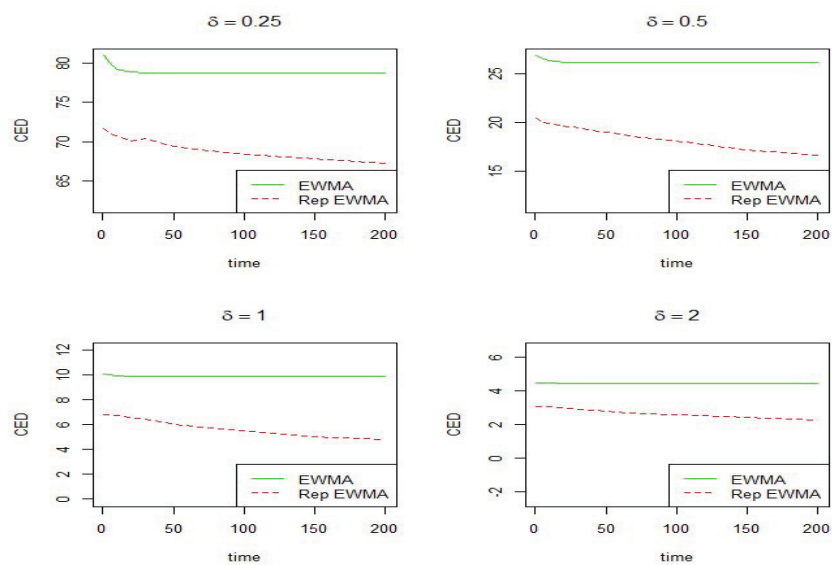 δ = 0.25
CED
80
75
70
65
EWMA
Rep EWMA
0 50 100 150 200
time
δ = 0.5
CED
25
20
15
EWMA
Rep EWMA
0 50 100 150 200
time
δ = 1
CED
12
10
8
6
4
2
0
EWMA
Rep EWMA
0 50 100 150 200
time
δ = 2
CED
6
4
2
0
-2
EWMA
Rep EWMA
0 50 100 150 200
time